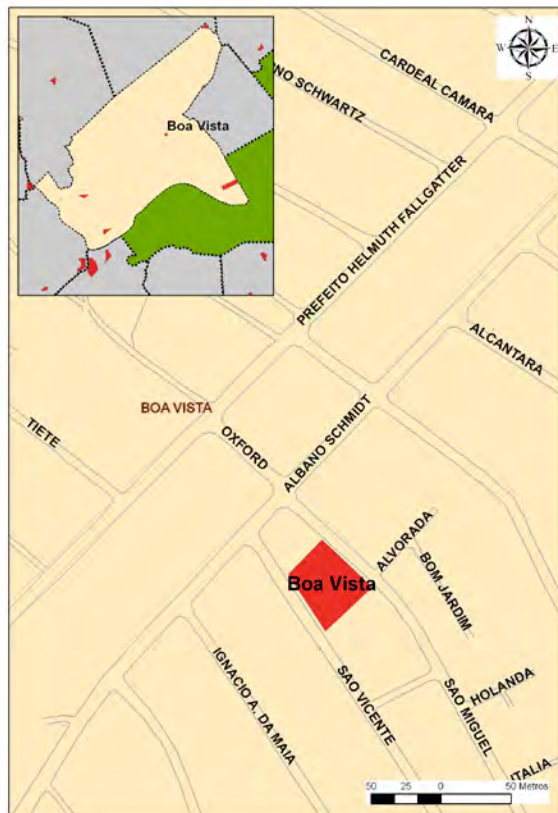 N
W E
S
Boa Vista
CARDEAL CAMARA
NO SCHWARTZ
PREFEITO HELMUTH FALLGATTER
ALCANTARA
BOA VISTA
TIETE
OXFORD
ALBANO SCHMIDT
ALVORADA
BOM JARDIM
Boa Vista
IGNACIO A. DA MAIA
SAO VICENTE
SAO MIGUEL
HOLANDA
ITALIA
50 25 0 50 Metros